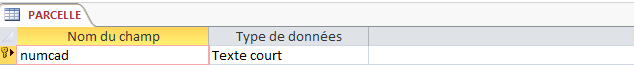 PARCELLE
Nom du champ Type de données
numcad Texte court